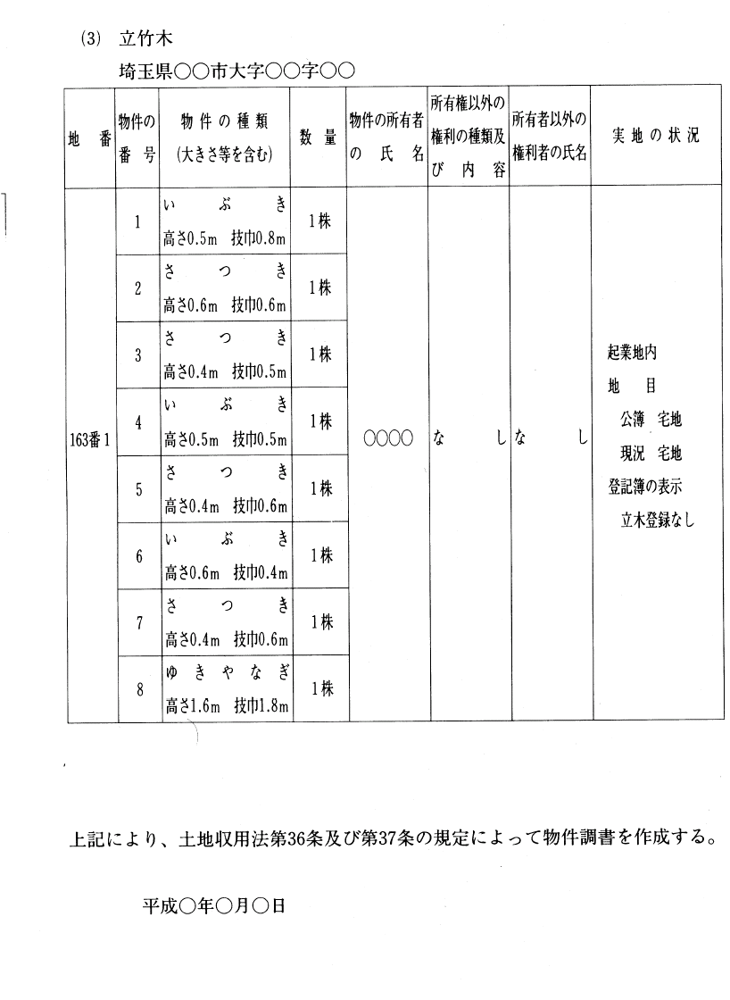 (3) 立竹木
埼玉県○○市大字○○字○○
地番
物件の番号
物件の種類
(大きさ等を含む)
数量
物件の所有者の氏名
所有権以外の権利の種類及び内容
所有者以外の権利者の氏名
実地の状況
163番1
1 いぶき 1株
高さ0.5m 技巾0.8m
2 さつき 1株
高さ0.6m 技巾0.6m
3 さつき 1株
高さ0.4m 技巾0.5m
4 いぶき 1株
高さ0.5m 技巾0.5m
5 さつき 1株
高さ0.4m 技巾0.6m
6 いぶき 1株
高さ0.6m 技巾0.4m
7 さつき 1株
高さ0.4m 技巾0.6m
8 ゆきやなぎ 1株
高さ1.6m 技巾1.8m
○○○○
なし
なし
起業地内
地目
公簿 宅地
現況 宅地
登記簿の表示
立木登録なし
上記により、土地収用法第36条及び第37条の規定によって物件調書を作成する。
平成○年○月○日